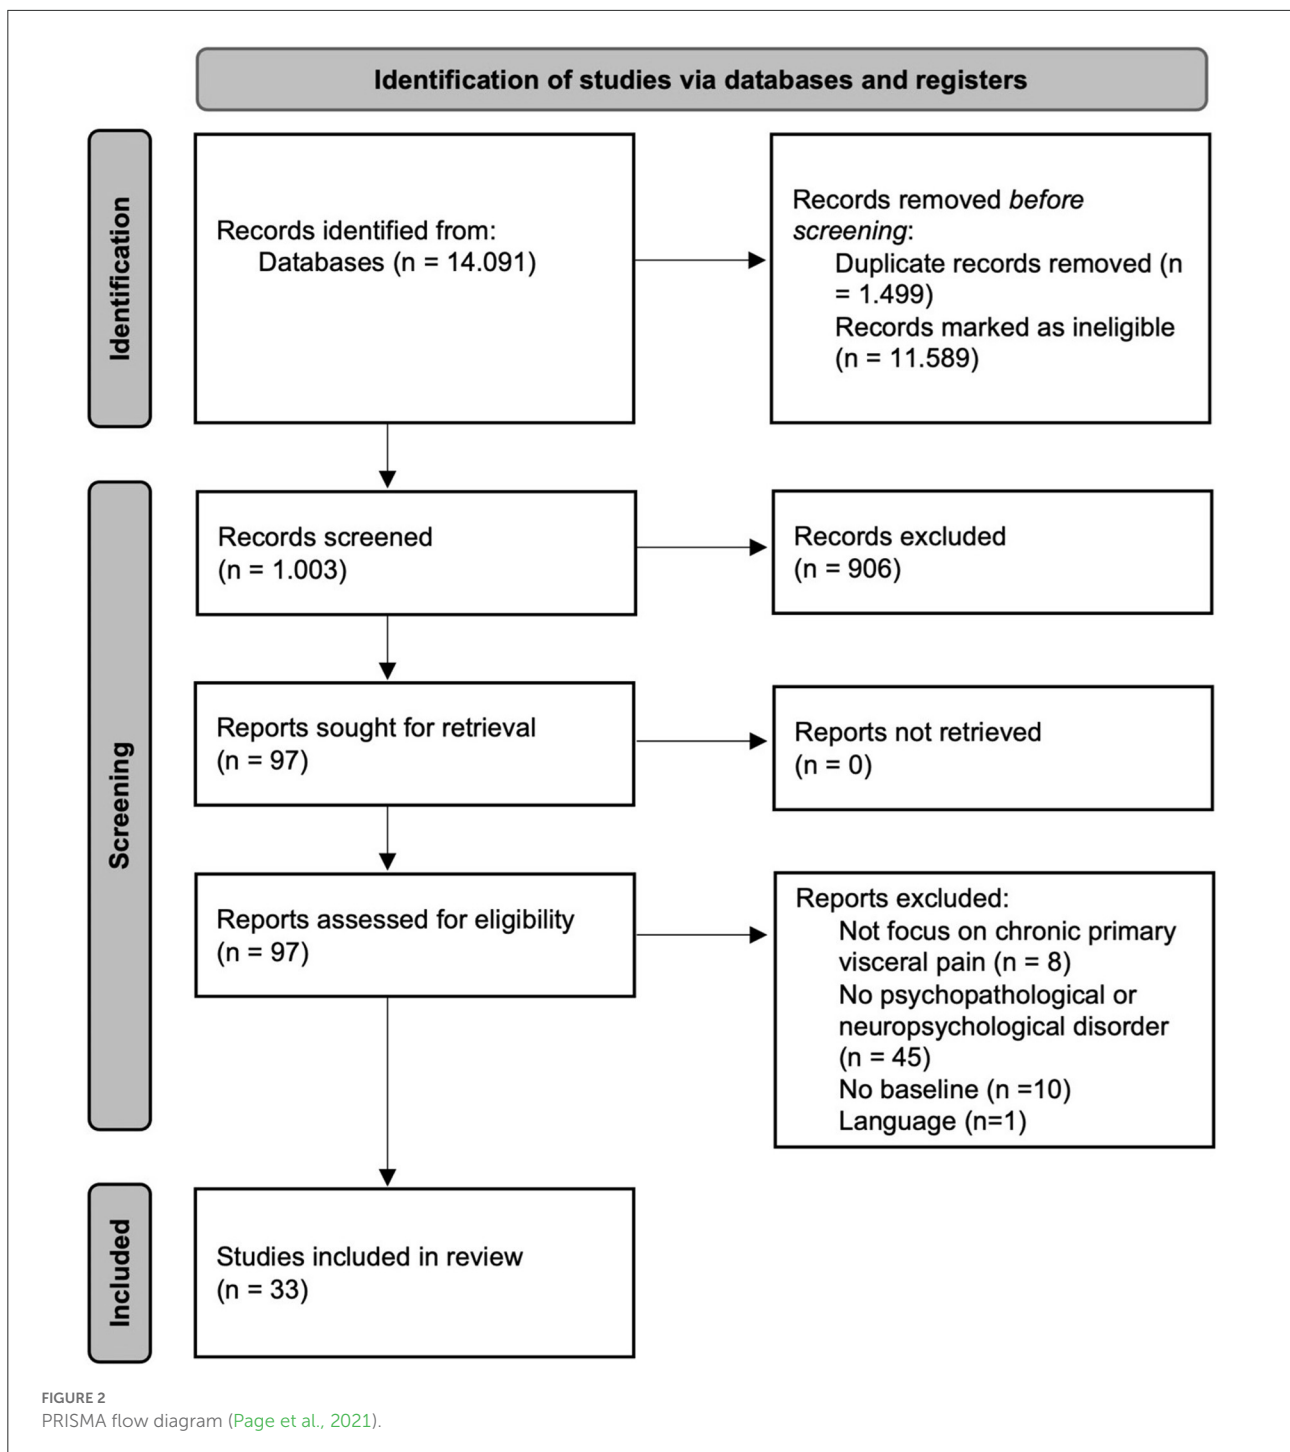 Identification of studies via databases and registers
Identification
Records identified from:
Databases (n = 14.091)
Records removed before
screening:
Duplicate records removed (n
= 1.499)
Records marked as ineligible
(n = 11.589)
Screening
Records screened
(n = 1.003)
Records excluded
(n = 906)
Reports sought for retrieval
(n = 97)
Reports not retrieved
(n = 0)
Reports assessed for eligibility
(n = 97)
Reports excluded:
Not focus on chronic primary
visceral pain (n = 8)
No psychopathological or
neuropsychological disorder
(n = 45)
No baseline (n =10)
Language (n=1)
Included
Studies included in review
(n = 33)
FIGURE 2
PRISMA flow diagram (Page et al., 2021).